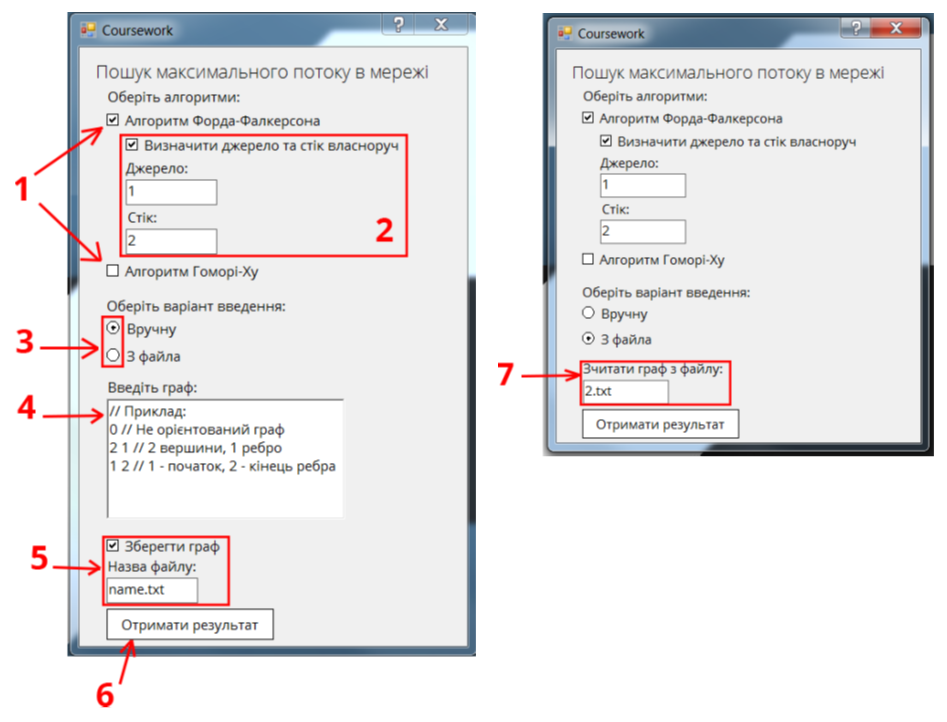 Coursework
Пошук максимального потоку в мережі
Оберіть алгоритми:
Алгоритм Форда-Фалкерсона
Визначити джерело та стік власноруч
Джерело:
1
Стік:
2
2
1
Алгоритм Гоморі-Ху
Оберіть варіант введення:
Вручну
3
З файла
Введіть граф:
4
// Приклад:
0 // Не орієнтований граф
2 1 // 2 вершини, 1 ребро
1 2 // 1 - початок, 2 - кінець ребра
Зберегти граф
5
Назва файлу:
name.txt
Отримати результат
6
Coursework
Пошук максимального потоку в мережі
Оберіть алгоритми:
Алгоритм Форда-Фалкерсона
Визначити джерело та стік власноруч
Джерело:
1
Стік:
2
Алгоритм Гоморі-Ху
Оберіть варіант введення:
Вручну
З файла
7
Зчитати граф з файлу:
2.txt
Отримати результат